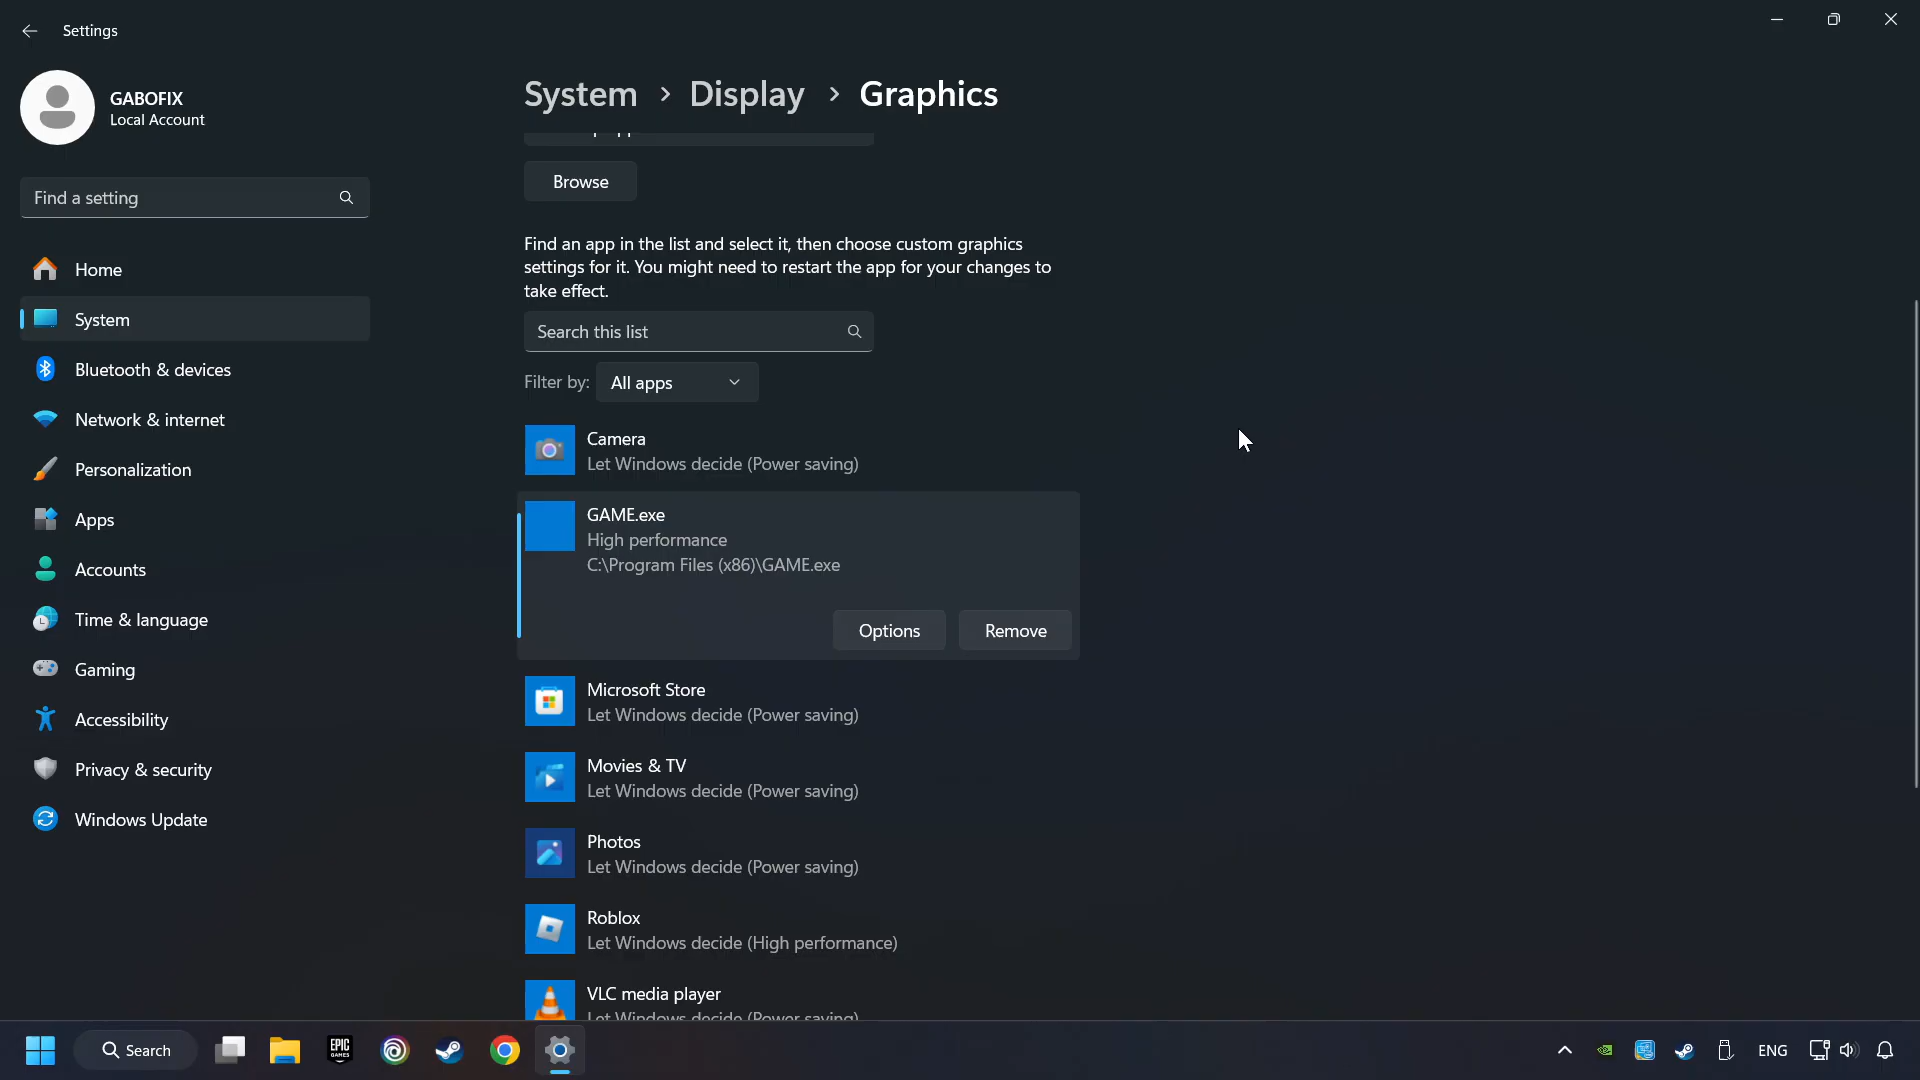 Settings
GABOFIX
Local Account
Find a setting
Home
System
Bluetooth & devices
Network & internet
Personalization
Apps
Accounts
Time & language
Gaming
Accessibility
Privacy & security
Windows Update
System > Display > Graphics
Browse
Find an app in the list and select it, then choose custom graphics
settings for it. You might need to restart the app for your changes to
take effect.
Search this list
Filter by: All apps
Camera
Let Windows decide (Power saving)
GAME.exe
High performance
C:\Program Files (x86)\GAME.exe
Options Remove
Microsoft Store
Let Windows decide (Power saving)
Movies & TV
Let Windows decide (Power saving)
Photos
Let Windows decide (Power saving)
Roblox
Let Windows decide (High performance)
VLC media player
Let Windows decide (Power saving)
Search
EPIC
GAMES
ENG